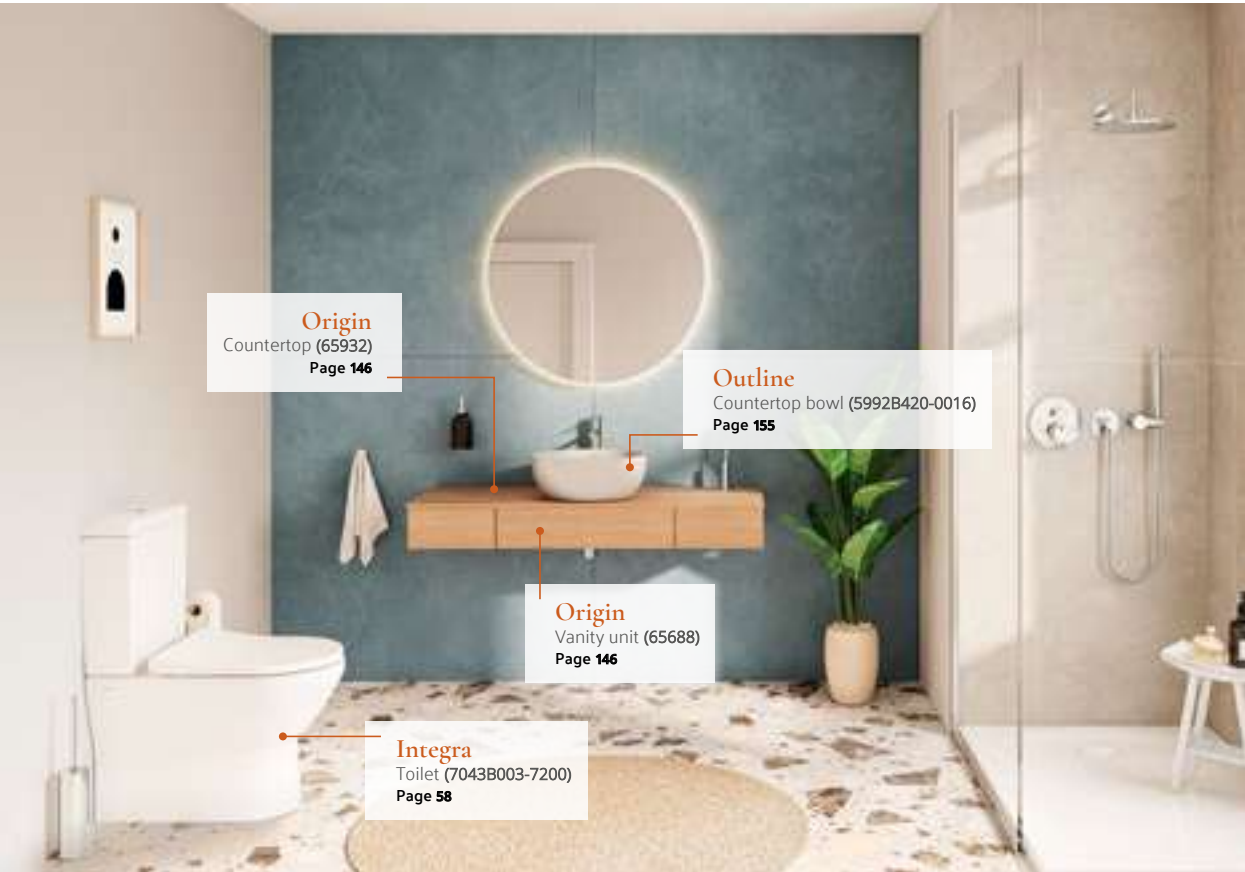 Origin
Countertop (65932)
Page 146
Outline
Countertop bowl (5992B420-0016)
Page 155
Origin
Vanity unit (65688)
Page 146
Integra
Toilet (7043B003-7200)
Page 58